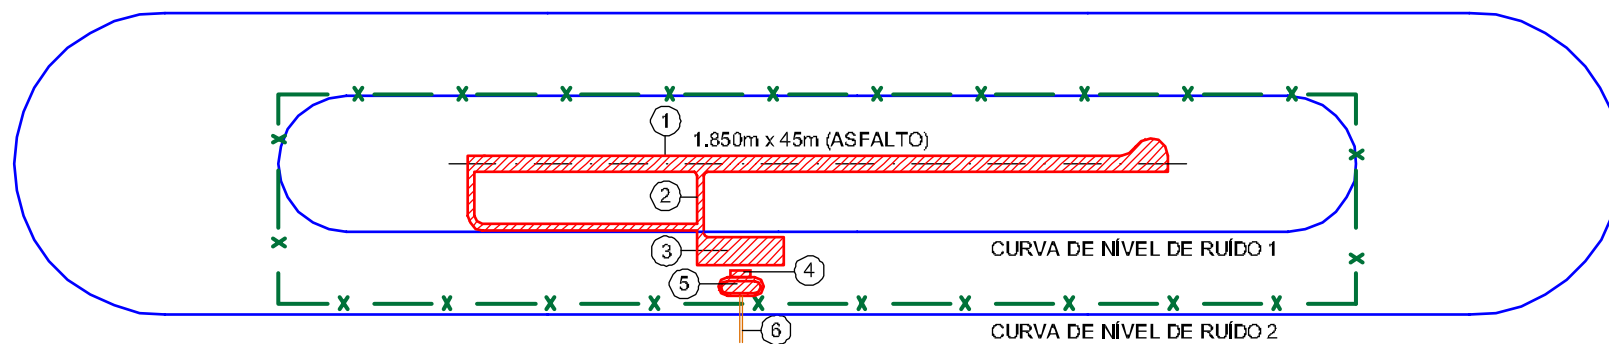 1
1.850m x 45m (ASFALTO)
2
3
CURVA DE NÍVEL DE RUÍDO 1
4
5
6
CURVA DE NÍVEL DE RUÍDO 2